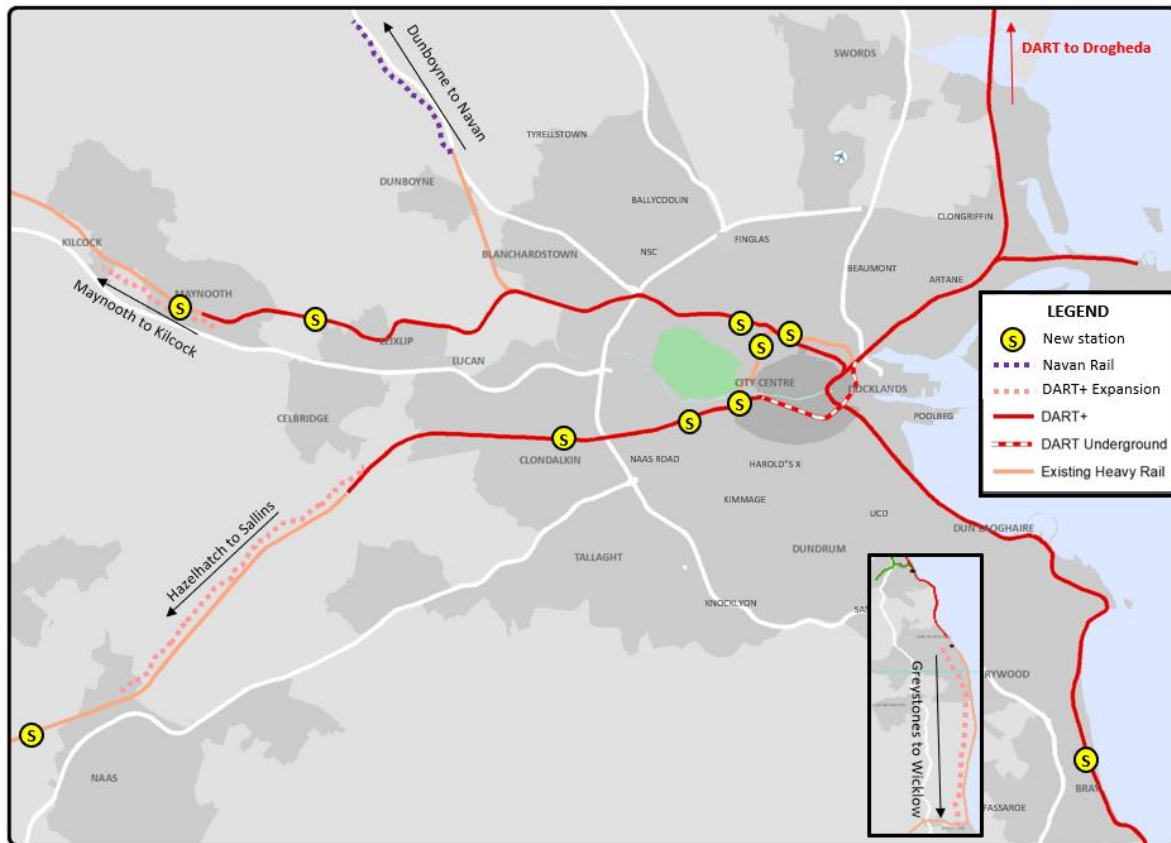 DART to Drogheda
SWORDS
Dunboyne to Navan
TYRELLSTOWN
DUNBOYNE
BALLYCOOLIN
CLONGRIFFIN
KILCOCK
BLANCHARDSTOWN
NSC
FINGLAS
BEAUMONT
ARTANE
MAYNOOTH
S
Maynooth to Kilcock
S
S
S
S
LEIXLIP
LUCAN
CITY CENTRE
DOCKLANDS
POOLBEG
LEGEND
S New station
Navan Rail
DART+ Expansion
DART+
DART Underground
Existing Heavy Rail
CELBRIDGE
S
S
S
CLONDALKIN
NAAS ROAD
HAROLD"S X
KIMMAGE
UCD
DUN LAOGHAIRE
Hazelhatch to Sallins
TALLAGHT
DUNDRUM
KNOCKLYON
SAN
Greystones to Wicklow
RYWOOD
S
NAAS
S
BRAY
FASSAROE